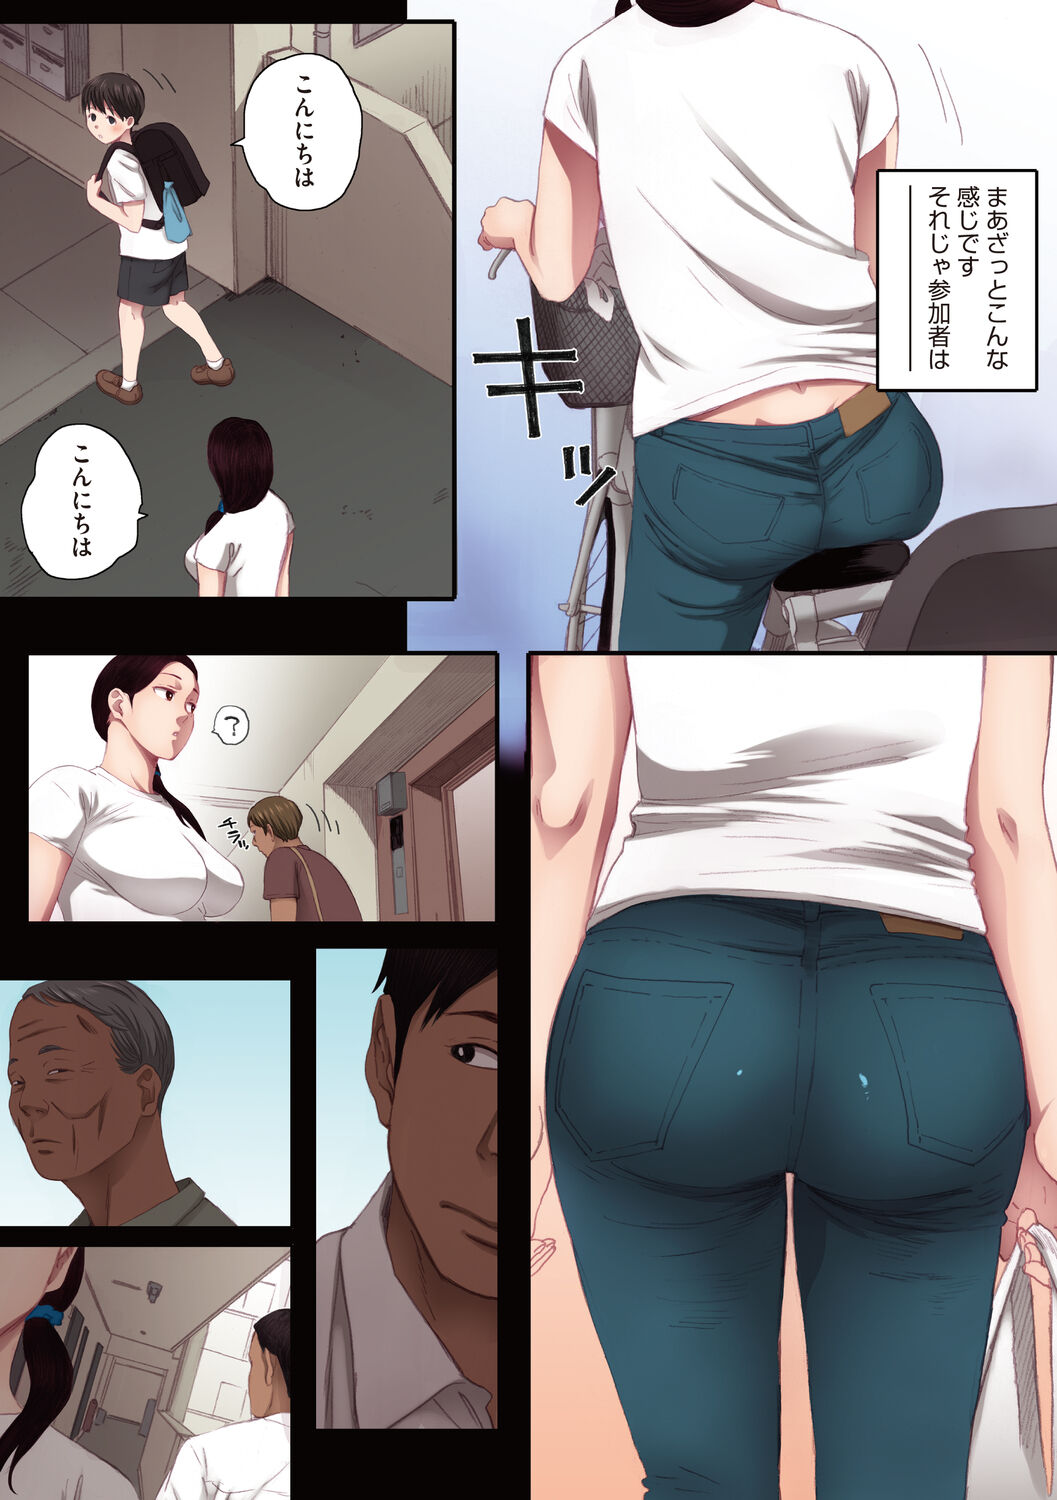 まあざっとこんな
感じです
それじゃ参加者は
キキッ
こんにちは
こんにちは
？
チラッ